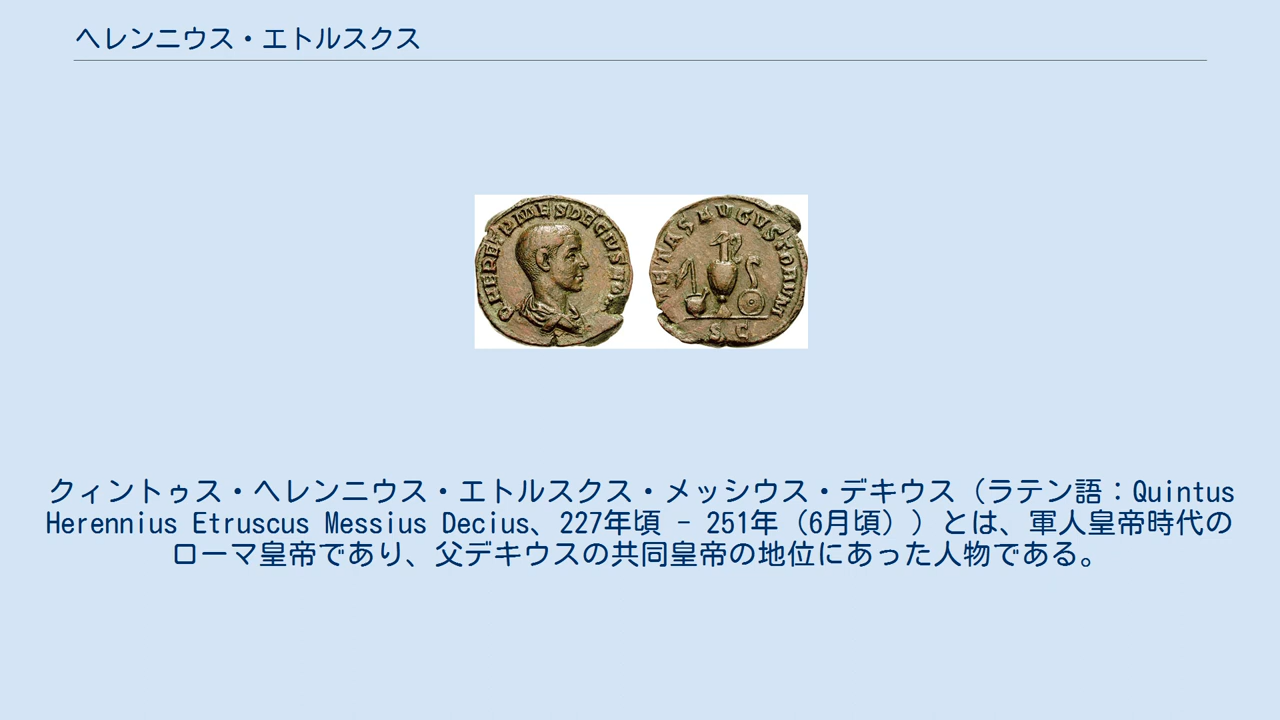 ヘレンニウス・エトルスクス
AVGVSTORVM
S C
クィントゥス・ヘレンニウス・エトルスクス・メッシウス・デキウス（ラテン語：Quintus
Herennius Etruscus Messius Decius、227年頃 - 251年（6月頃））とは、軍人皇帝時代の
ローマ皇帝であり、父デキウスの共同皇帝の地位にあった人物である。